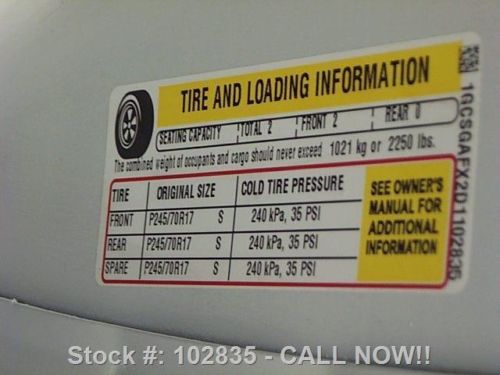 TIRE AND LOADING INFORMATION
SEATING CAPACITY TOTAL 2 FRONT 2 REAR 0
The combined weight of occupants and cargo should never exceed 1021 kg or 2250 lbs.
TIRE ORIGINAL SIZE COLD TIRE PRESSURE
FRONT P245/70R17 S 240 kPa, 35 PSI
REAR P245/70R17 S 240 kPa, 35 PSI
SPARE P245/70R17 S 240 kPa, 35 PSI
SEE OWNER'S
MANUAL FOR
ADDITIONAL
INFORMATION
1GCSGAFX2D1102835
Stock #: 102835 - CALL NOW!!